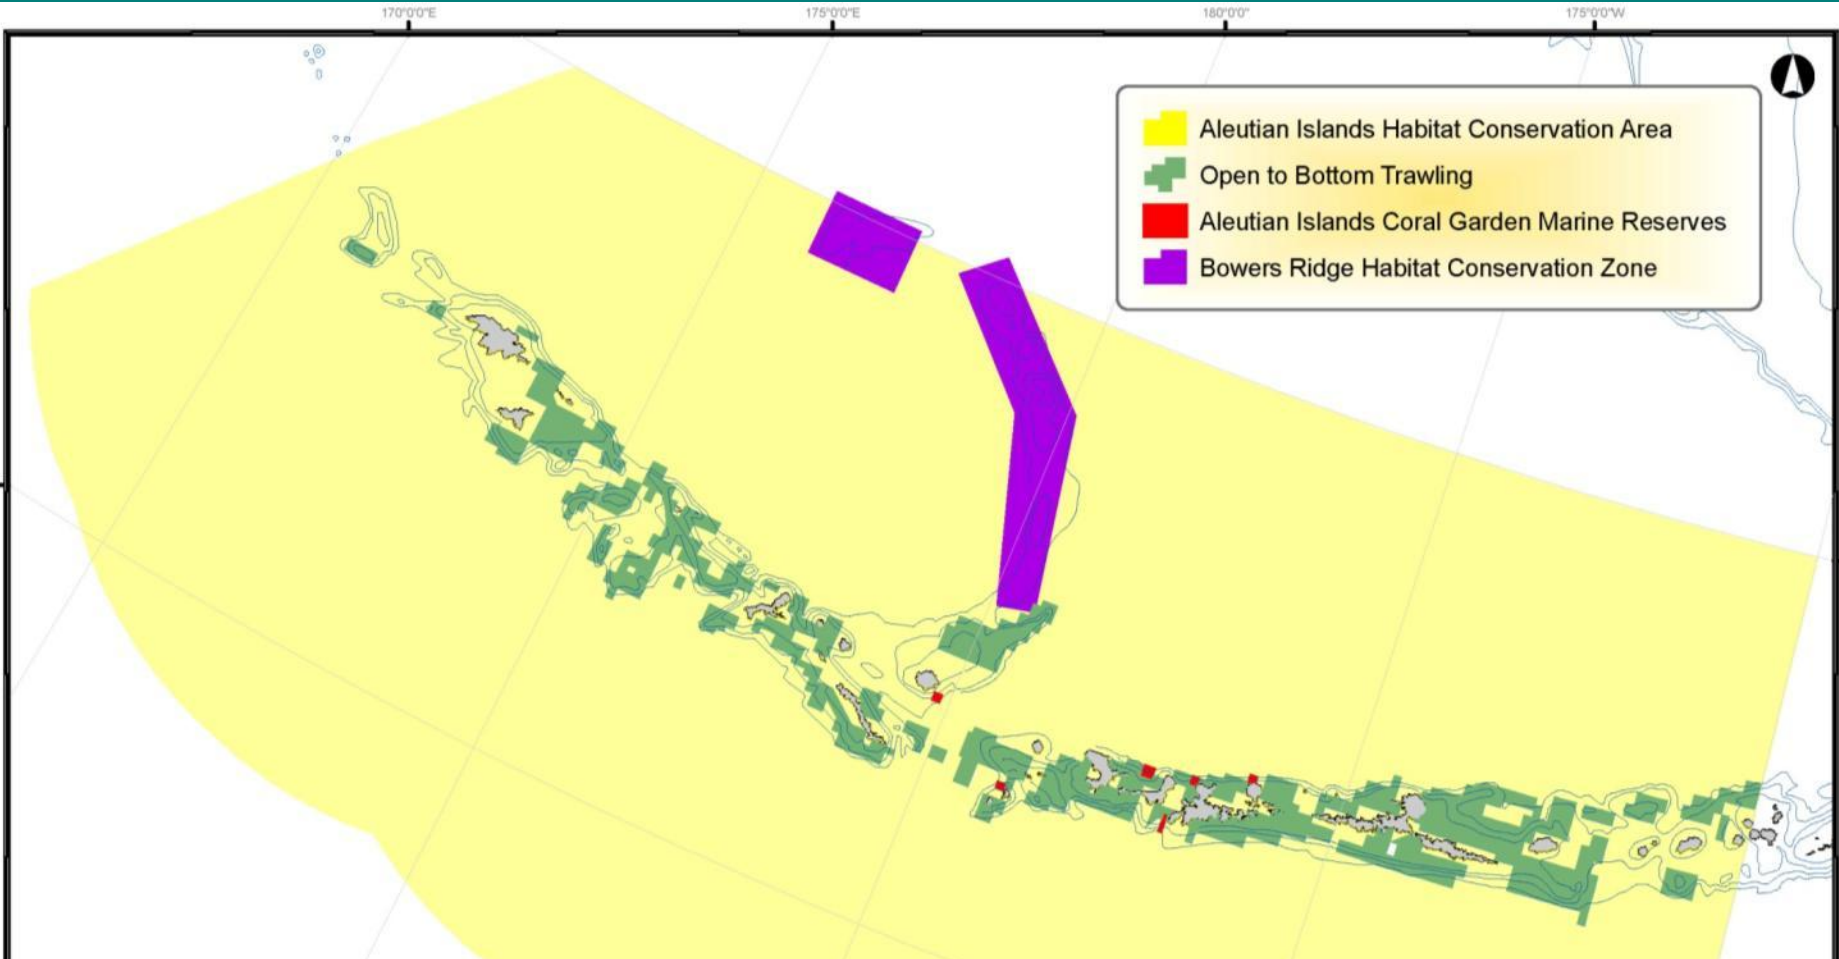 170°0'0"E
175°0'0"E
180°0'0"
175°0'0"W
Aleutian Islands Habitat Conservation Area
Open to Bottom Trawling
Aleutian Islands Coral Garden Marine Reserves
Bowers Ridge Habitat Conservation Zone